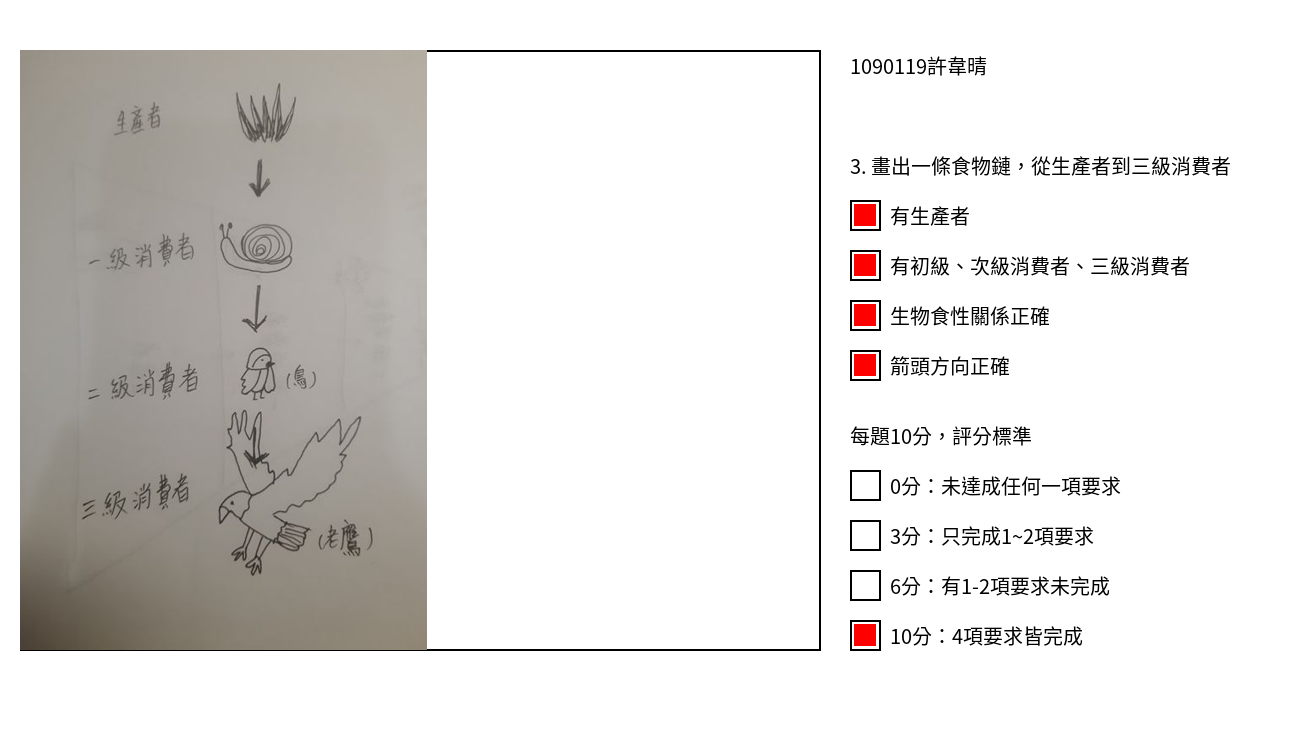 生產者
一級消費者
二級消費者
(鳥)
三級消費者
(老鷹)
1090119許韋晴
3. 畫出一條食物鏈，從生產者到三級消費者
有生產者
有初級、次級消費者、三級消費者
生物食性關係正確
箭頭方向正確
每題10分，評分標準
0分：未達成任何一項要求
3分：只完成1~2項要求
6分：有1-2項要求未完成
10分：4項要求皆完成